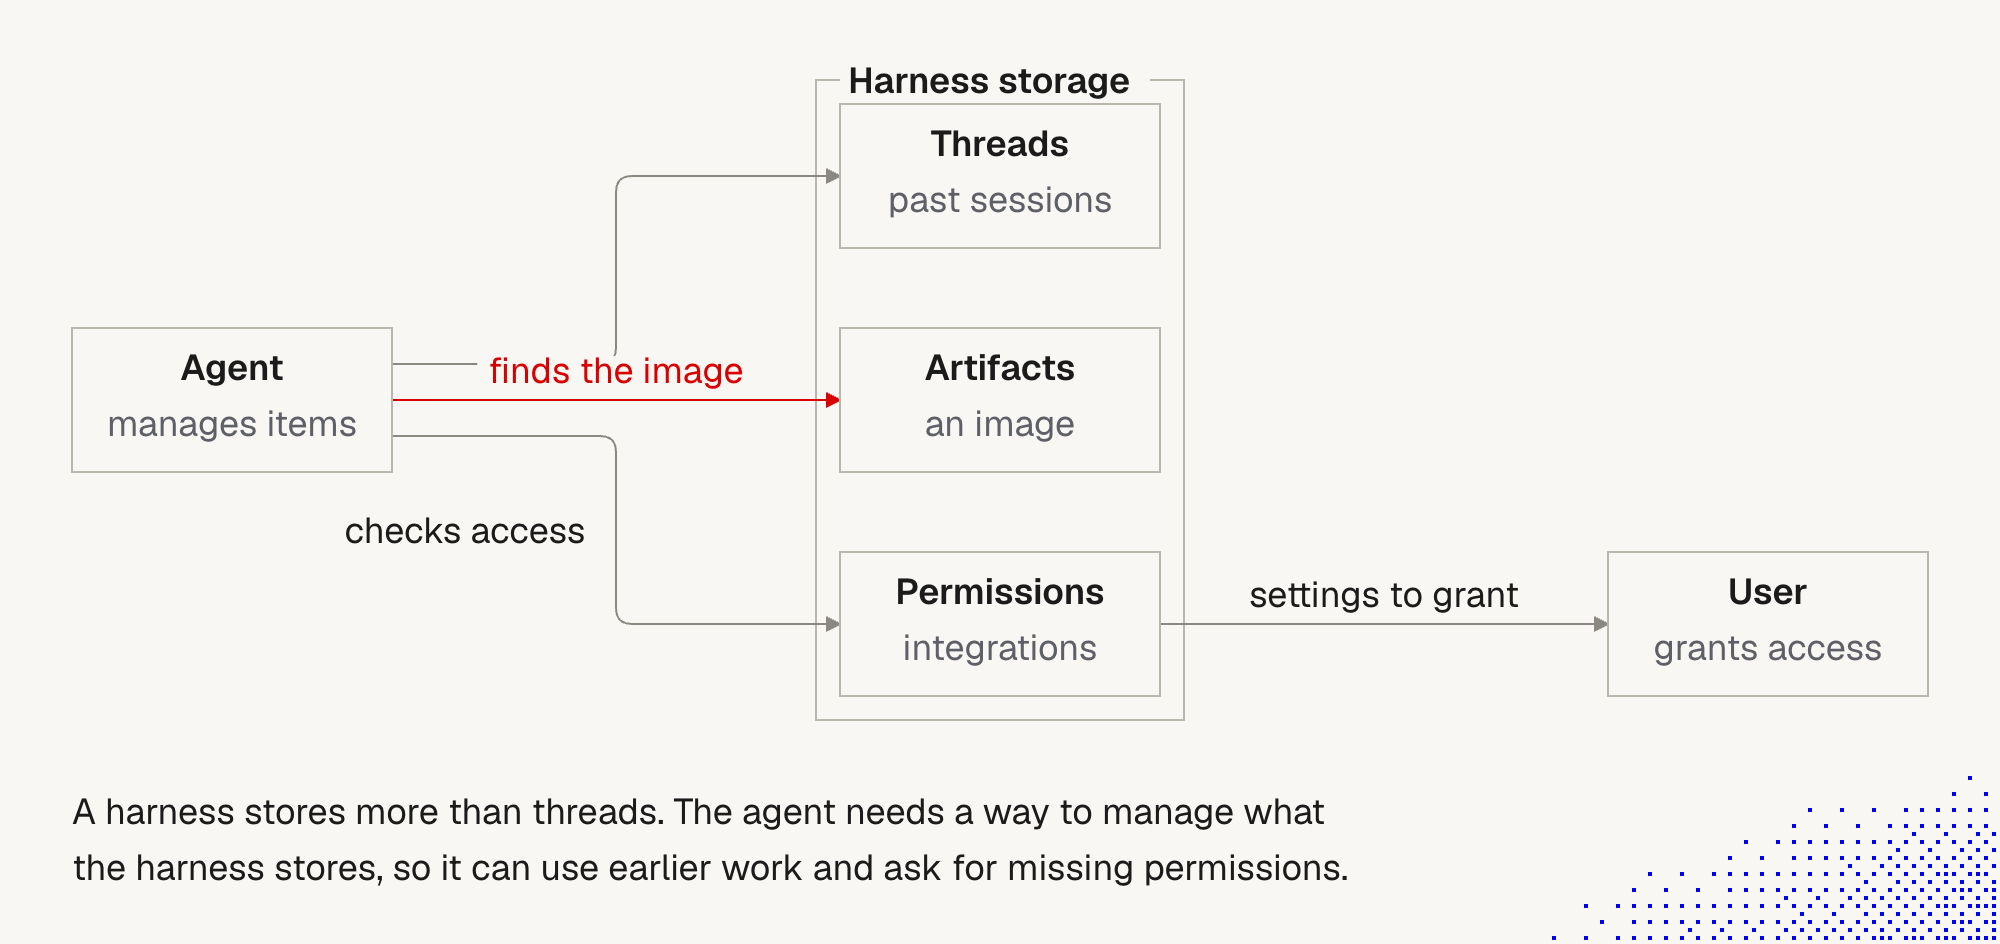 Harness storage
Threads
past sessions
Agent
manages items
finds the image
Artifacts
an image
checks access
Permissions
integrations
settings to grant
User
grants access
A harness stores more than threads. The agent needs a way to manage what
the harness stores, so it can use earlier work and ask for missing permissions.